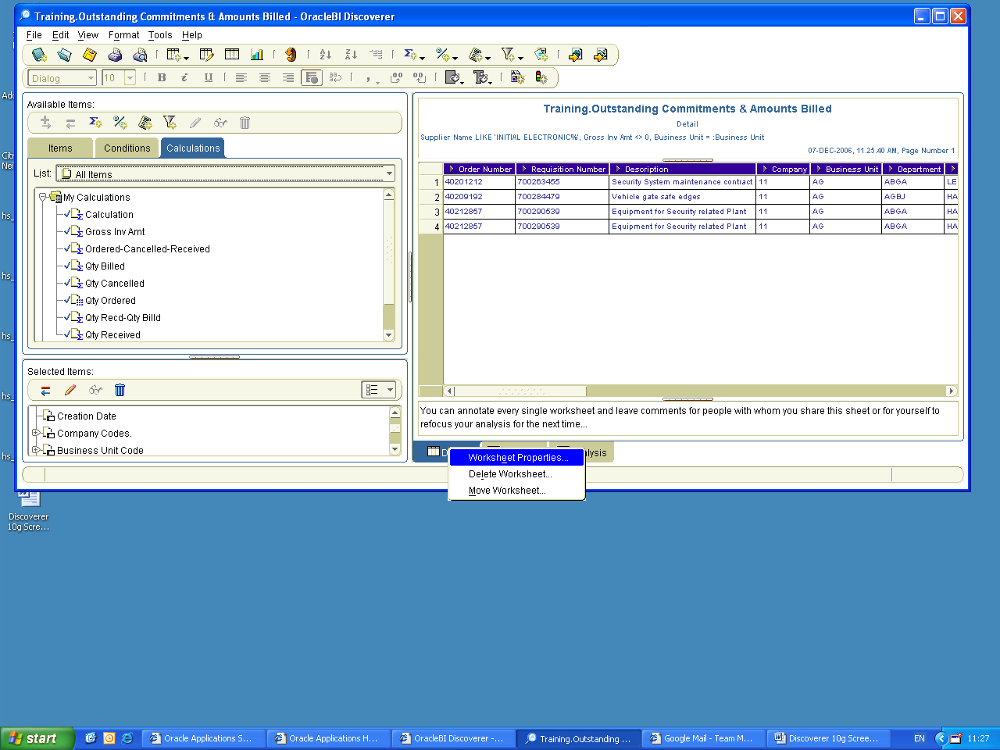 Training.Outstanding Commitments & Amounts Billed - OracleBI Discoverer
File Edit View Format Tools Help
Dialog 10 B i U
Available Items:
Items Conditions Calculations
List: All Items
My Calculations
Calculation
Gross Inv Amt
Ordered-Cancelled-Received
Qty Billed
Qty Cancelled
Qty Ordered
Qty Recd-Qty Billd
Qty Received
Selected Items:
Creation Date
Company Codes.
Business Unit Code
Training.Outstanding Commitments & Amounts Billed
Detail
Supplier Name LIKE 'INITIAL ELECTRONIC%', Gross Inv Amt <> 0, Business Unit = :Business Unit
07-DEC-2006, 11.25.40 AM, Page Number 1
Order Number Requisition Number Description Company Business Unit Department
1 40201212 700263455 Security System maintenance contract 11 AG ABGA LE
2 40209192 700284479 Vehicle gate safe edges 11 AG AGBJ HA
3 40212857 700290539 Equipment for Security related Plant 11 AG ABGA HA
4 40212857 700290539 Equipment for Security related Plant 11 AG ABGA HA
You can annotate every single worksheet and leave comments for people with whom you share this sheet or for yourself to
refocus your analysis for the next time...
Worksheet Properties...
Delete Worksheet...
Move Worksheet...
hs_
hs_
hs_
hs_
hs_
Discoverer
10g Scre...
start Oracle Applications S... Oracle Applications H... OracleBI Discoverer -... Training.Outstanding ... Google Mail - Team M... Discoverer 10g Scree... EN 11:27